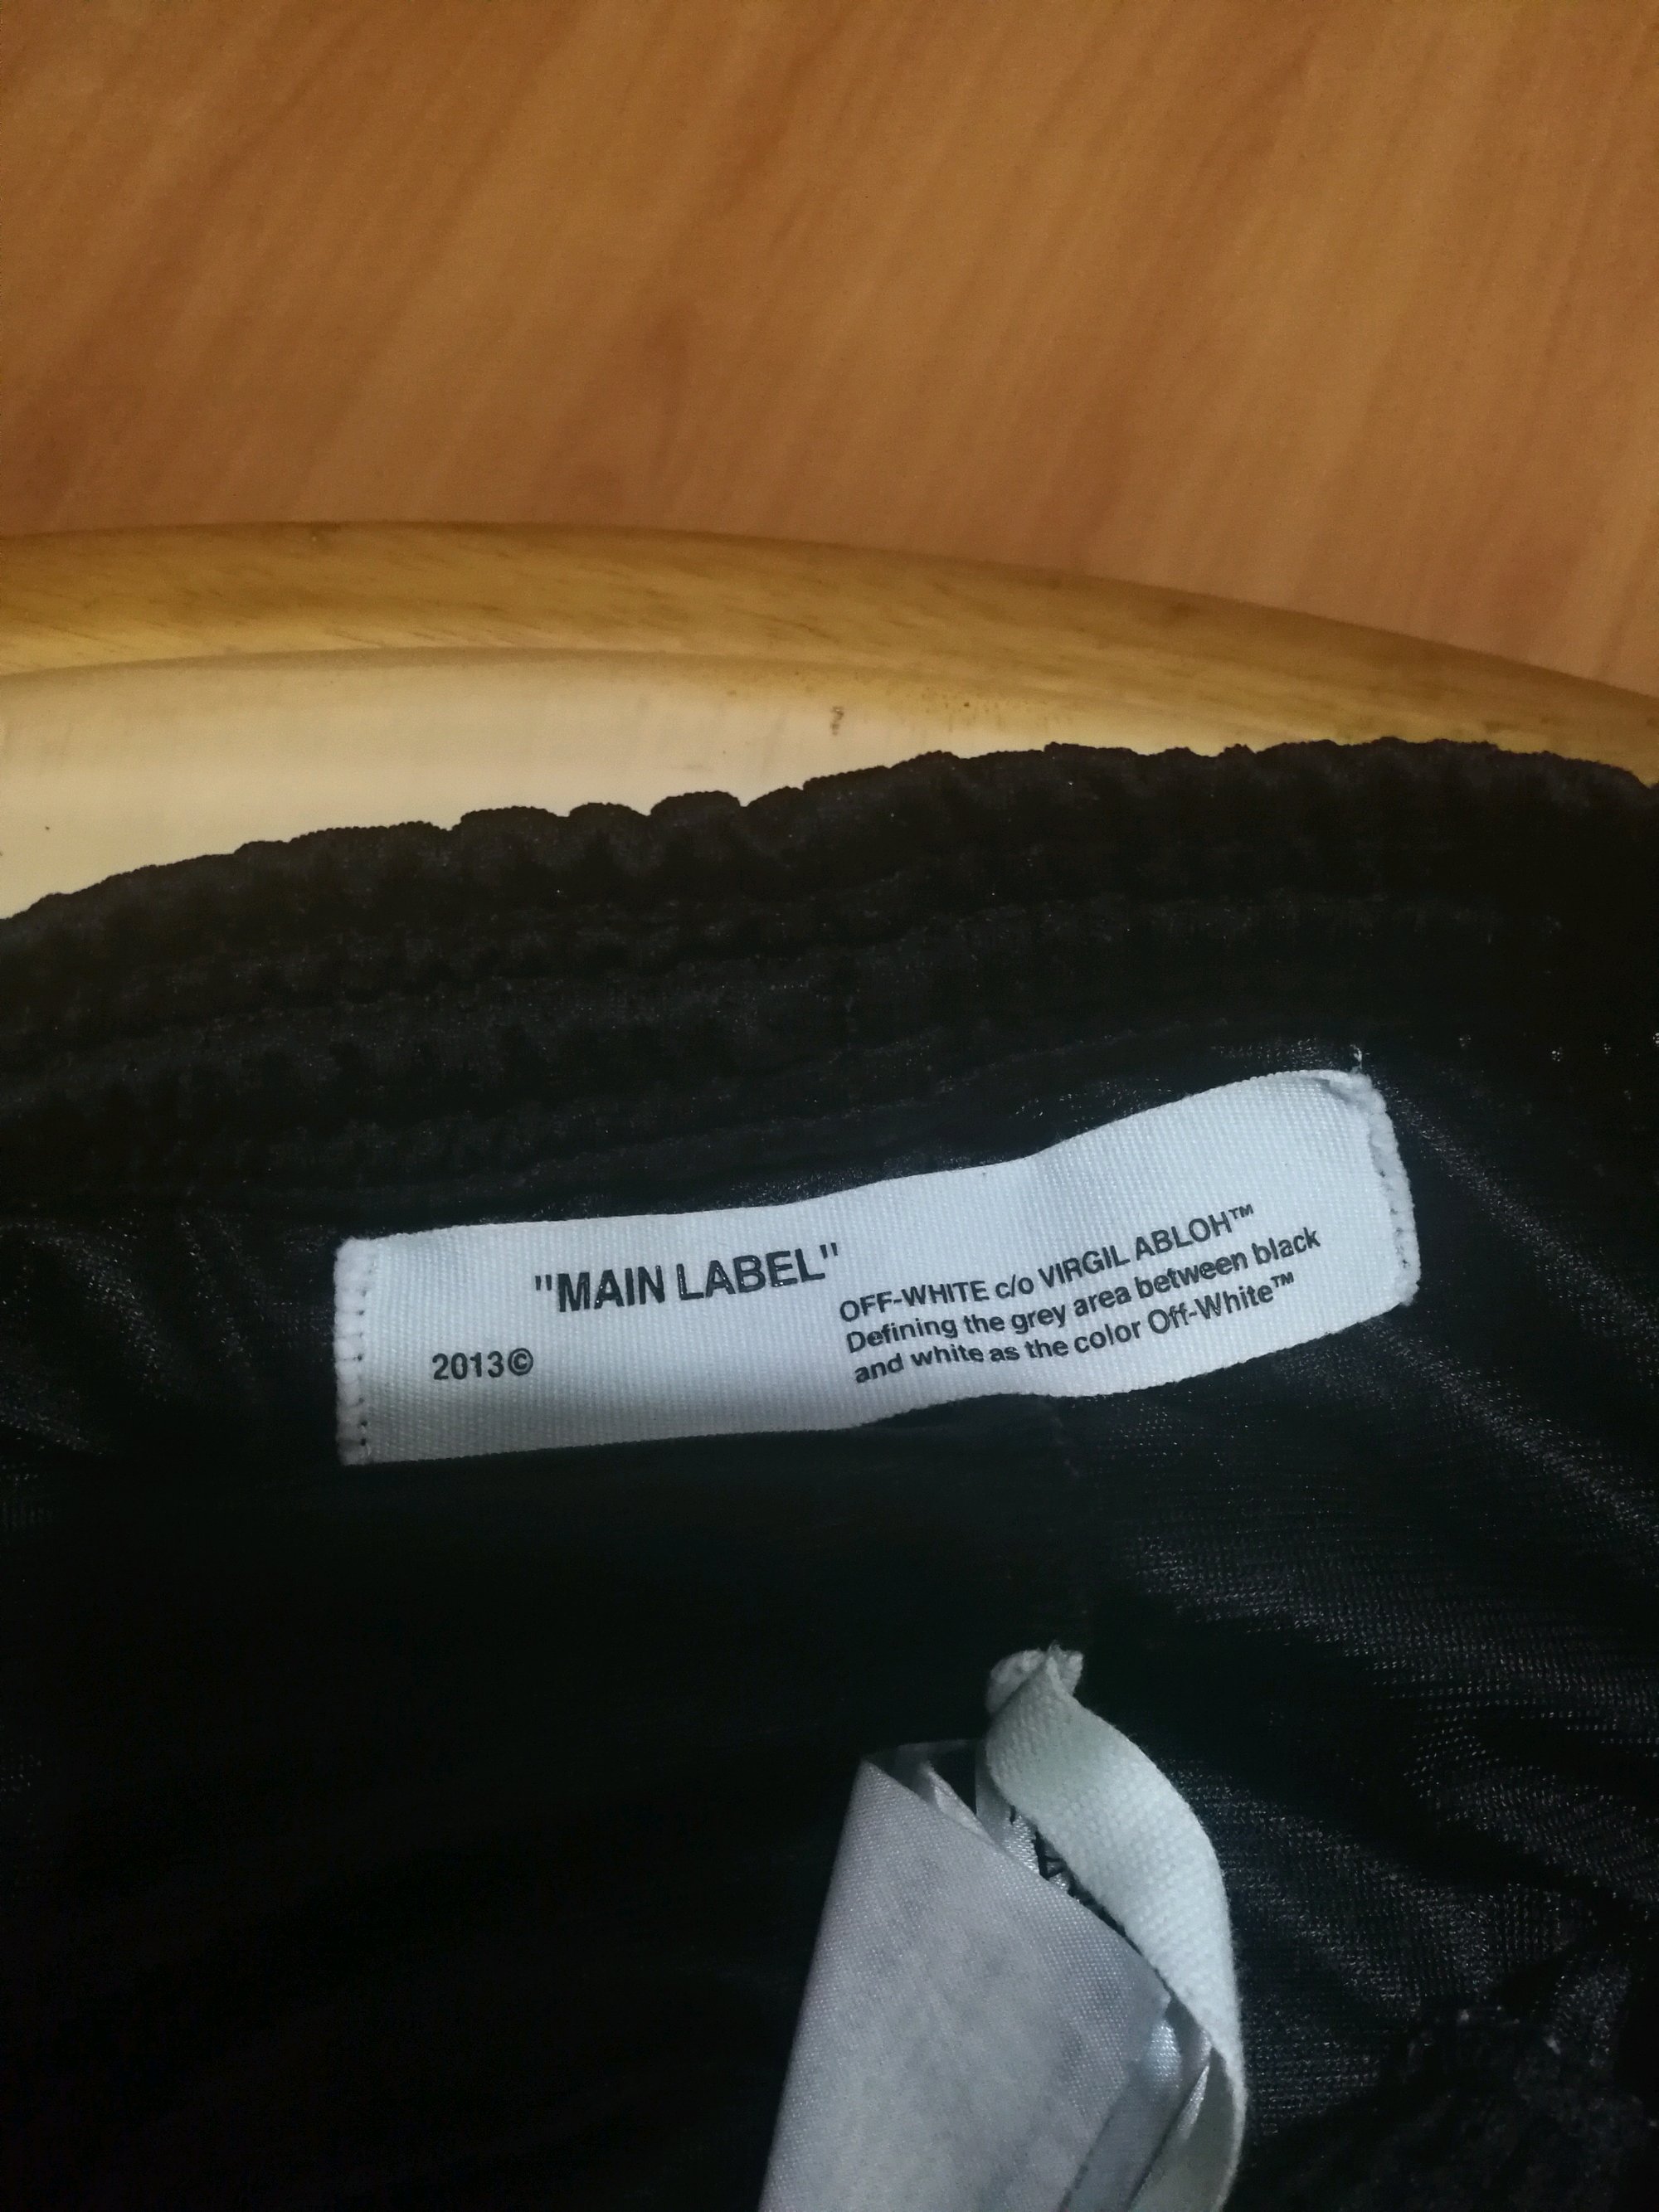 "MAIN LABEL"
2013©
OFF-WHITE c/o VIRGIL ABLOH™
Defining the grey area between black
and white as the color Off-White™